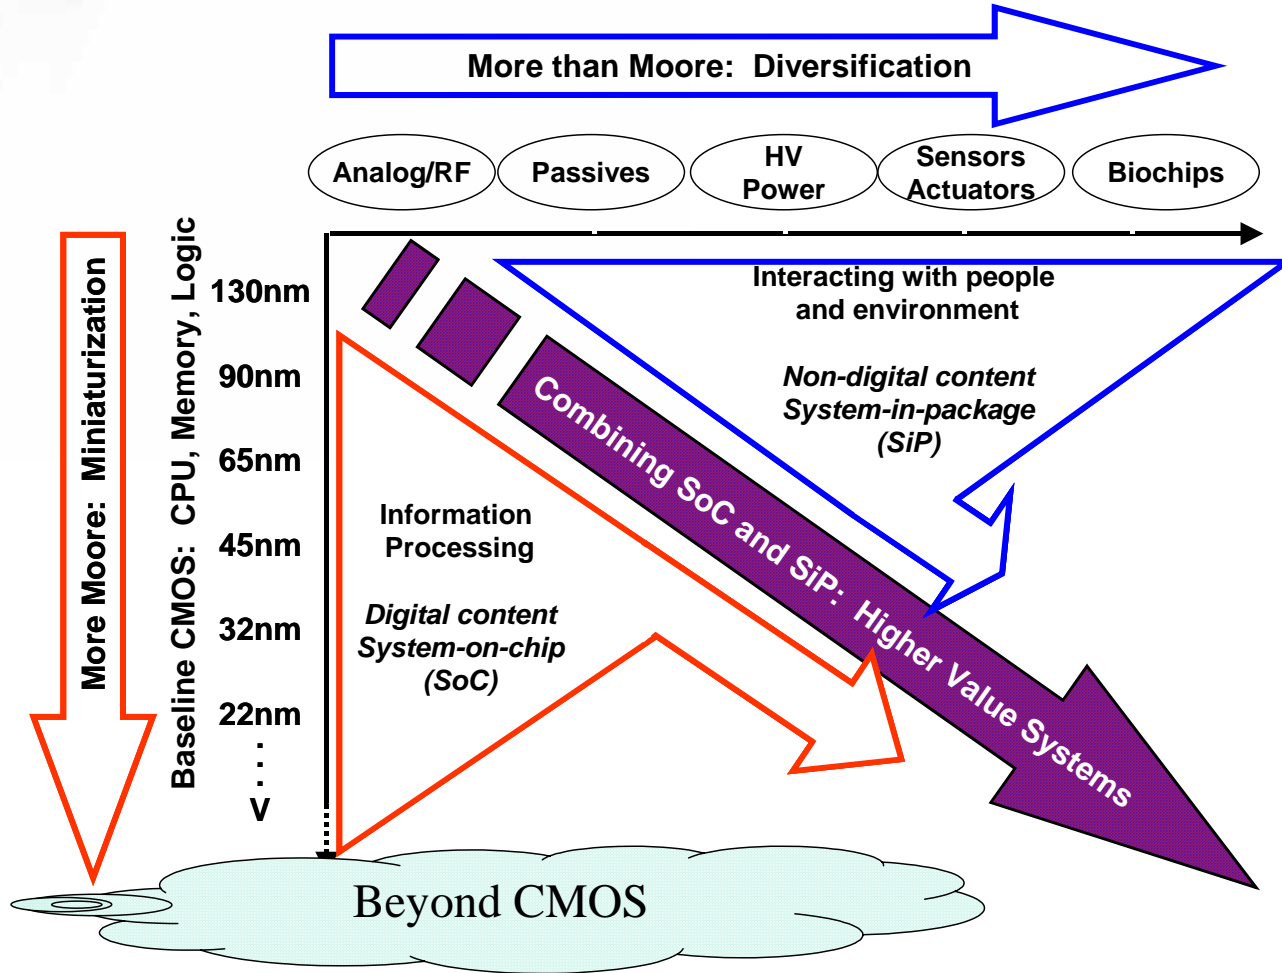 More than Moore: Diversification
Analog/RF
Passives
HV
Power
Sensors
Actuators
Biochips
More Moore: Miniaturization
Baseline CMOS: CPU, Memory, Logic
130nm
90nm
65nm
45nm
32nm
22nm
.
.
.
V
Interacting with people
and environment
Non-digital content
System-in-package
(SiP)
Combining SoC and SiP: Higher Value Systems
Information
Processing
Digital content
System-on-chip
(SoC)
Beyond CMOS